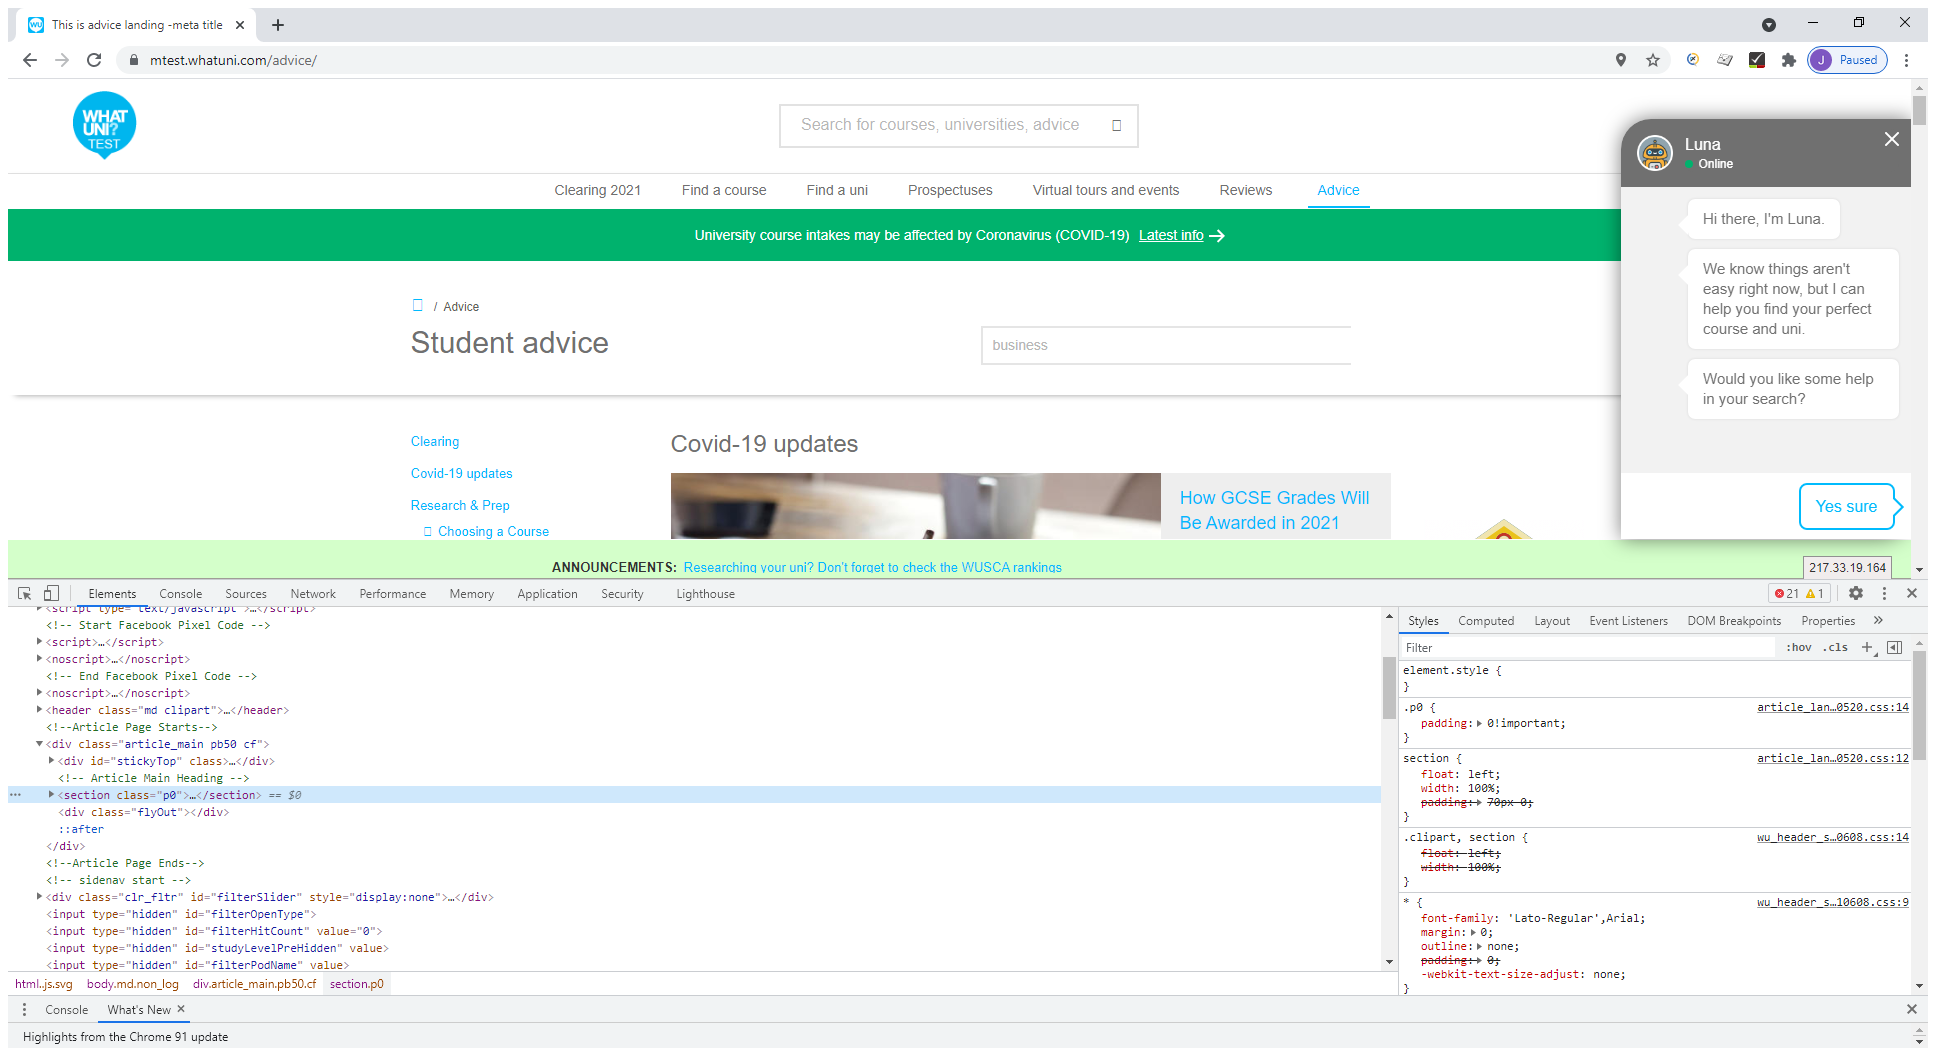 This is advice landing -meta title
mtest.whatuni.com/advice/
J Paused
WHAT
UNI?
TEST
Search for courses, universities, advice
Clearing 2021 Find a course Find a uni Prospectuses Virtual tours and events Reviews Advice
University course intakes may be affected by Coronavirus (COVID-19) Latest info
/ Advice
Student advice
business
Clearing
Covid-19 updates
Research & Prep
Choosing a Course
Covid-19 updates
How GCSE Grades Will
Be Awarded in 2021
Luna
Online
Hi there, I'm Luna.
We know things aren't
easy right now, but I can
help you find your perfect
course and uni.
Would you like some help
in your search?
Yes sure
ANNOUNCEMENTS: Researching your uni? Don't forget to check the WUSCA rankings
217.33.19.164
Elements Console Sources Network Performance Memory Application Security Lighthouse
21 1
<script type="text/javascript">…</script>
<!-- Start Facebook Pixel Code -->
<script>…</script>
<noscript>…</noscript>
<!-- End Facebook Pixel Code -->
<noscript>…</noscript>
<header class="md clipart">…</header>
<!--Article Page Starts-->
<div class="article_main pb50 cf">
<div id="stickyTop" class>…</div>
<!-- Article Main Heading -->
<section class="p0">…</section> == $0
<div class="flyOut"></div>
::after
</div>
<!--Article Page Ends-->
<!-- sidenav start -->
<div class="clr_fltr" id="filterSlider" style="display:none">…</div>
<input type="hidden" id="filterOpenType">
<input type="hidden" id="filterHitCount" value="0">
<input type="hidden" id="studyLevelPreHidden" value>
<input type="hidden" id="filterPodName" value>
html.js.svg body.md.non_log div.article_main.pb50.cf section.p0
Styles Computed Layout Event Listeners DOM Breakpoints Properties »
Filter :hov .cls +
element.style {
}
.p0 { article_lan…0520.css:14
padding: 0!important;
}
section { article_lan…0520.css:12
float: left;
width: 100%;
padding: 70px 0;
}
.clipart, section { wu_header_s…0608.css:14
float: left;
width: 100%;
}
* { wu_header_s…10608.css:9
font-family: 'Lato-Regular',Arial;
margin: 0;
outline: none;
padding: 0;
-webkit-text-size-adjust: none;
}
Console What's New
Highlights from the Chrome 91 update